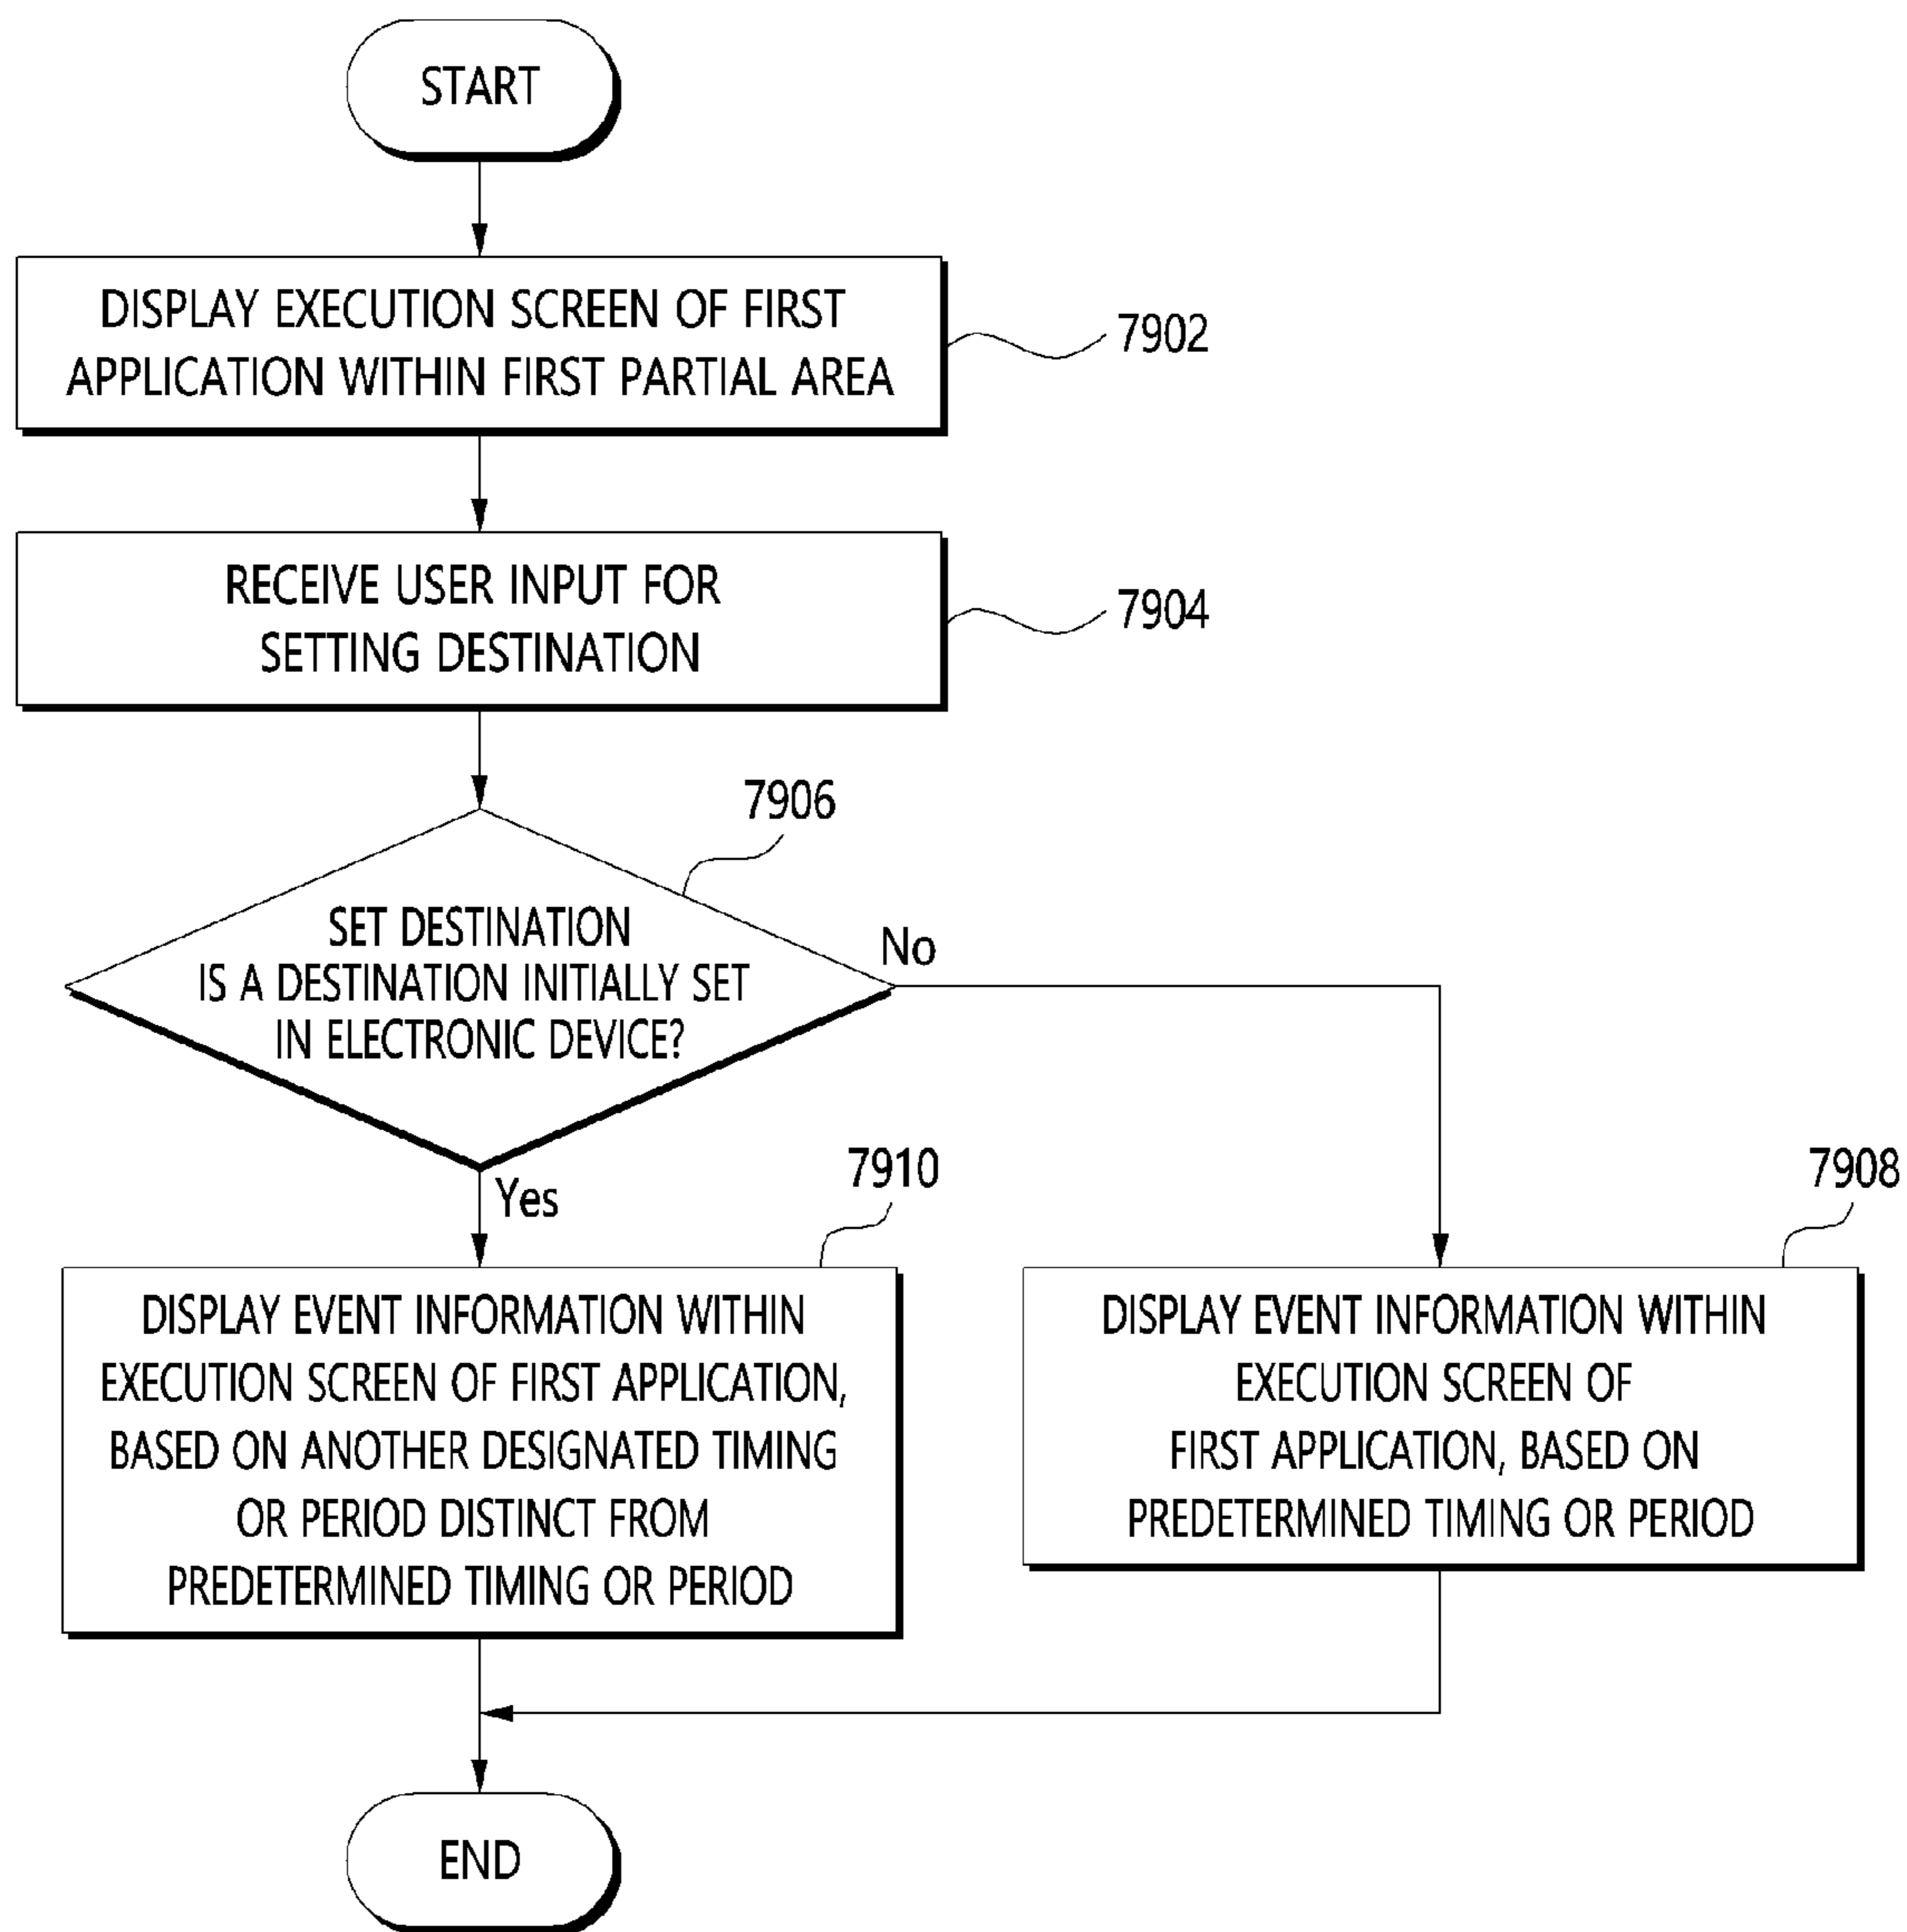 START
DISPLAY EXECUTION SCREEN OF FIRST
APPLICATION WITHIN FIRST PARTIAL AREA
7902
RECEIVE USER INPUT FOR
SETTING DESTINATION
7904
7906
SET DESTINATION
IS A DESTINATION INITIALLY SET
IN ELECTRONIC DEVICE?
No
Yes
7910
DISPLAY EVENT INFORMATION WITHIN
EXECUTION SCREEN OF FIRST APPLICATION,
BASED ON ANOTHER DESIGNATED TIMING
OR PERIOD DISTINCT FROM
PREDETERMINED TIMING OR PERIOD
7908
DISPLAY EVENT INFORMATION WITHIN
EXECUTION SCREEN OF
FIRST APPLICATION, BASED ON
PREDETERMINED TIMING OR PERIOD
END